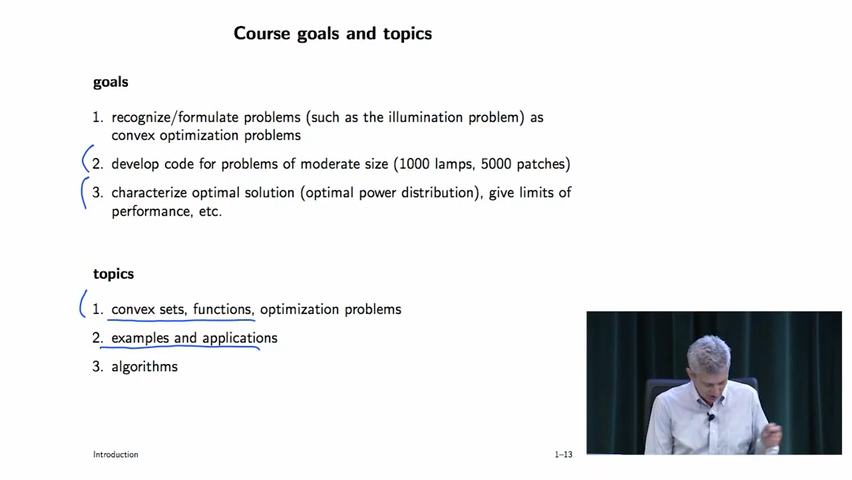 Course goals and topics
goals
1. recognize/formulate problems (such as the illumination problem) as
convex optimization problems
2. develop code for problems of moderate size (1000 lamps, 5000 patches)
3. characterize optimal solution (optimal power distribution), give limits of
performance, etc.
topics
1. convex sets, functions, optimization problems
2. examples and applications
3. algorithms
Introduction
1–13